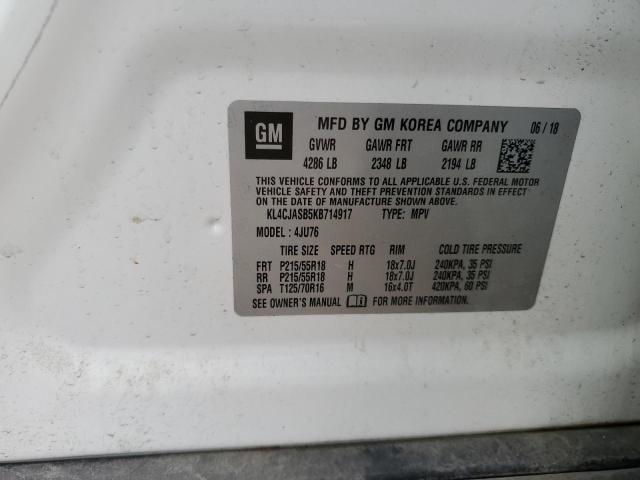 GM
MFD BY GM KOREA COMPANY 06/18
GVWR GAWR FRT GAWR RR
4286 LB 2348 LB 2194 LB
THIS VEHICLE CONFORMS TO ALL APPLICABLE U.S. FEDERAL MOTOR
VEHICLE SAFETY AND THEFT PREVENTION STANDARDS IN EFFECT
ON THE DATE OF MANUFACTURE SHOWN ABOVE.
KL4CJASB5KB714917 TYPE: MPV
MODEL: 4JU76
TIRE SIZE SPEED RTG RIM COLD TIRE PRESSURE
FRT P215/55R18 H 18x7.0J 240KPA, 35 PSI
RR P215/55R18 H 18x7.0J 240KPA, 35 PSI
SPA T125/70R16 M 16x4.0T 420KPA, 60 PSI
SEE OWNER'S MANUAL FOR MORE INFORMATION.